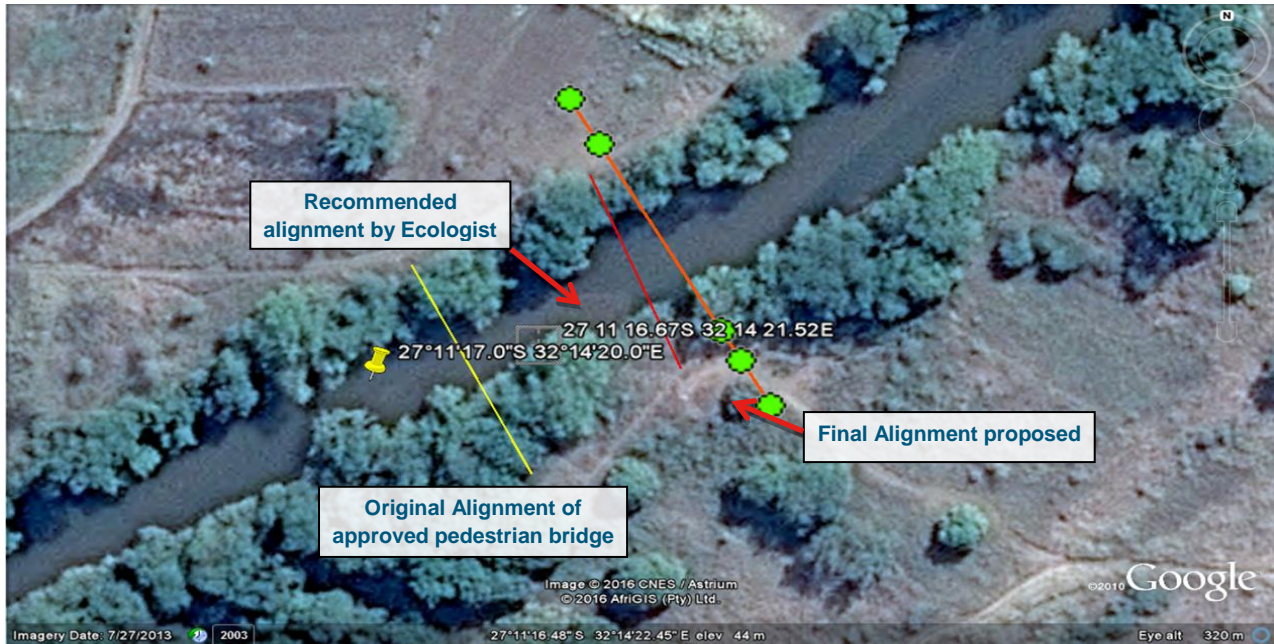 N
Recommended
alignment by Ecologist
27 11 16.67S 32 14 21.52E
27°11'17.0"S 32°14'20.0"E
Final Alignment proposed
Original Alignment of
approved pedestrian bridge
Image © 2016 CNES / Astrium
© 2016 AfriGIS (Pty) Ltd.
©2010 Google
Imagery Date: 7/27/2013 2003 27°11'16.48" S 32°14'22.45" E elev 44 m Eye alt 320 m